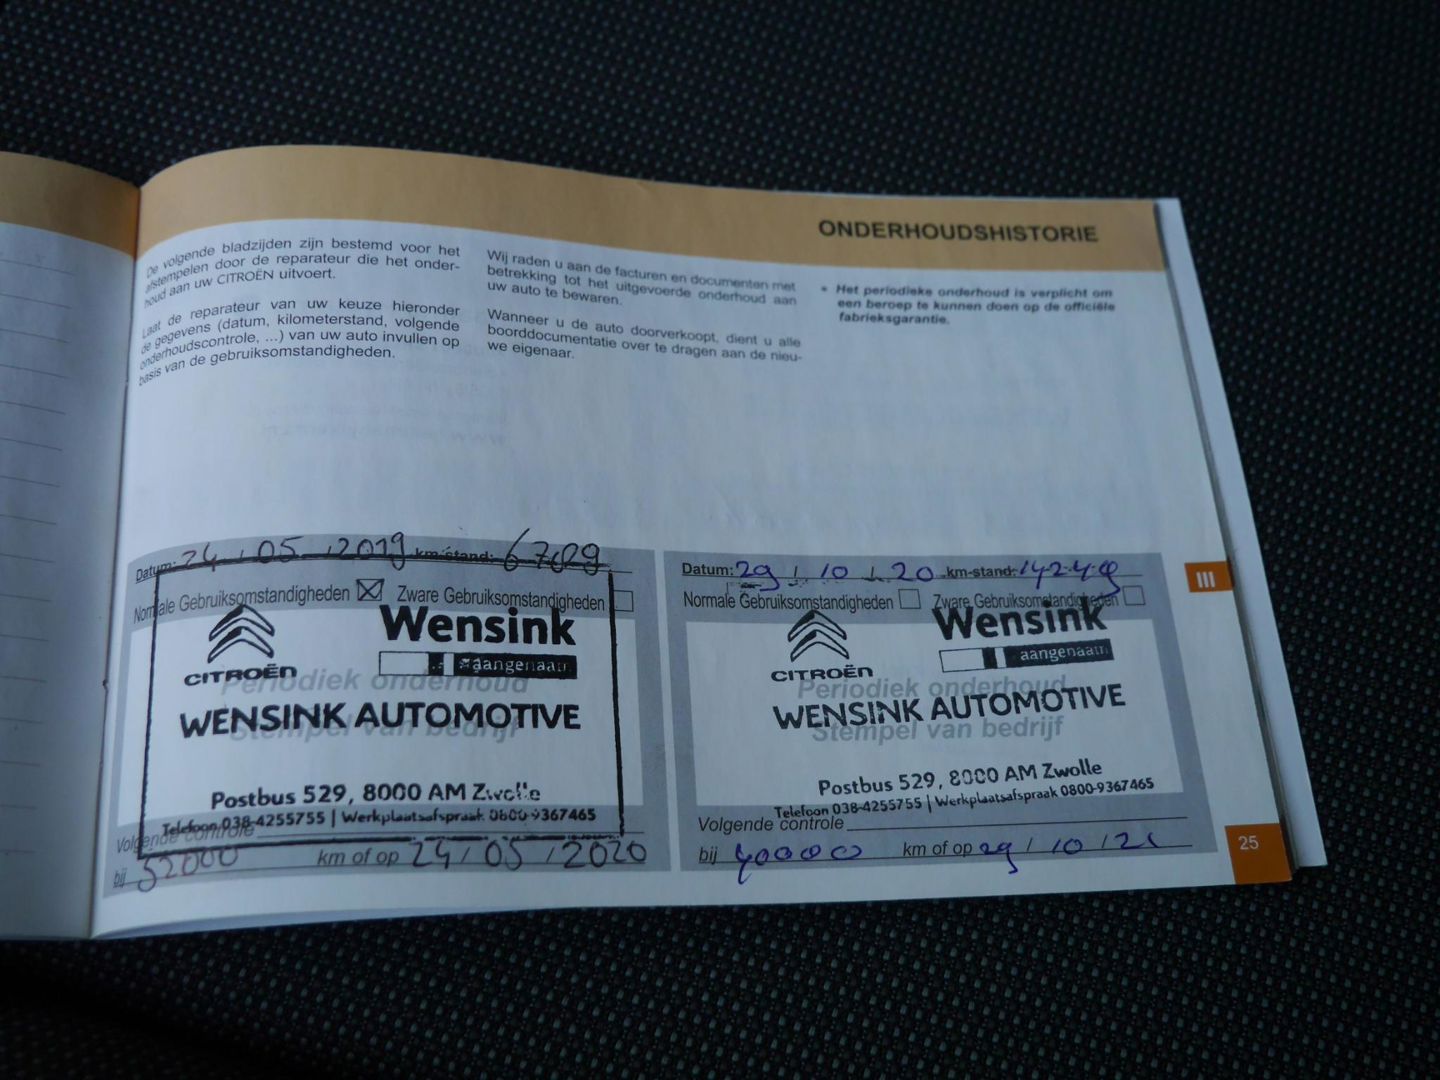 ONDERHOUDSHISTORIE
De volgende bladzijden zijn bestemd voor het
afstempelen door de reparateur die het onder-
houd aan uw CITROËN uitvoert.
Laat de reparateur van uw keuze hieronder
de gegevens (datum, kilometerstand, volgende
onderhoudscontrole, ...) van uw auto invullen op
basis van de gebruiksomstandigheden.
Wij raden u aan de facturen en documenten met
betrekking tot het uitgevoerde onderhoud aan
uw auto te bewaren.
Wanneer u de auto doorverkoopt, dient u alle
boorddocumentatie over te dragen aan de nieu-
we eigenaar.
• Het periodieke onderhoud is verplicht om
een beroep te kunnen doen op de officiële
fabrieksgarantie.
Datum: 24 / 05 / 2019 km-stand: 6709
Normale Gebruiksomstandigheden Zware Gebruiksomstandigheden
Wensink
CITROËN aangenaam
Periodiek onderhoud
WENSINK AUTOMOTIVE
Stempel van bedrijf
Postbus 529, 8000 AM Zwolle
Telefoon 038-4255755 | Werkplaatsafspraak 0800-9367465
Volgende controle
bij 32000 km of op 24 / 05 / 2020
Datum: 29 / 10 / 20 km-stand: 14249
Normale Gebruiksomstandigheden Zware Gebruiksomstandigheden
Wensink
CITROËN aangenaam
Periodiek onderhoud
WENSINK AUTOMOTIVE
Stempel van bedrijf
Postbus 529, 8000 AM Zwolle
Telefoon 038-4255755 | Werkplaatsafspraak 0800-9367465
Volgende controle
bij 40000 km of op 29 / 10 / 21
III
25